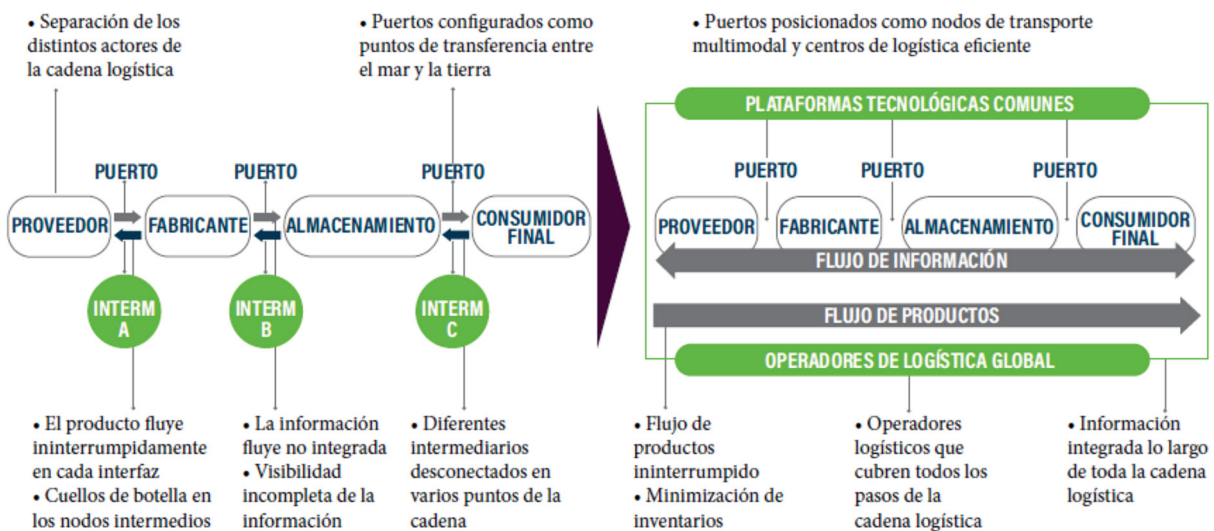 • Separación de los
distintos actores de
la cadena logística
• Puertos configurados como
puntos de transferencia entre
el mar y la tierra
• Puertos posicionados como nodos de transporte
multimodal y centros de logística eficiente
PUERTO
PUERTO
PUERTO
PROVEEDOR
FABRICANTE
ALMACENAMIENTO
CONSUMIDOR
FINAL
INTERM
A
INTERM
B
INTERM
C
• El producto fluye
ininterrumpidamente
en cada interfaz
• Cuellos de botella en
los nodos intermedios
• La información
fluye no integrada
• Visibilidad
incompleta de la
información
• Diferentes
intermediarios
desconectados en
varios puntos de la
cadena
PLATAFORMAS TECNOLÓGICAS COMUNES
PUERTO
PUERTO
PUERTO
PROVEEDOR
FABRICANTE
ALMACENAMIENTO
CONSUMIDOR
FINAL
FLUJO DE INFORMACIÓN
FLUJO DE PRODUCTOS
OPERADORES DE LOGÍSTICA GLOBAL
• Flujo de
productos
ininterrumpido
• Minimización de
inventarios
• Operadores
logísticos que
cubren todos los
pasos de la
cadena logística
• Información
integrada lo largo
de toda la cadena
logística